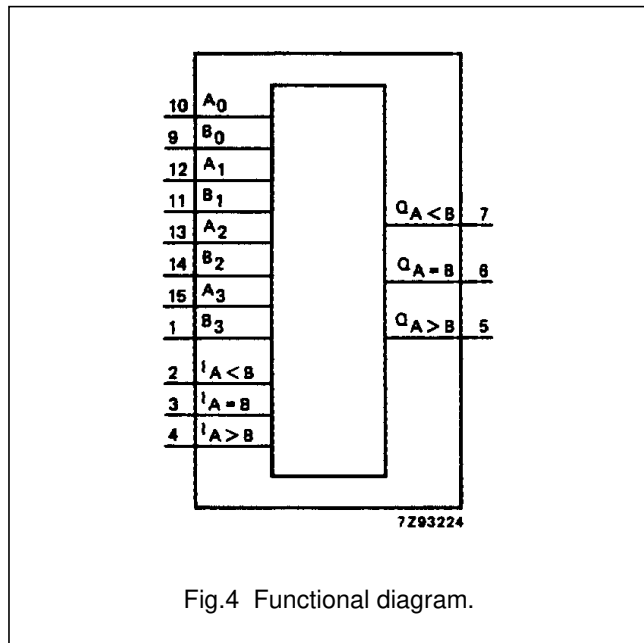 10 A0
9 B0
12 A1
11 B1
13 A2
14 B2
15 A3
1 B3
2 IA<B
3 IA=B
4 IA>B
QA<B 7
QA=B 6
QA>B 5
7Z93224
Fig.4 Functional diagram.